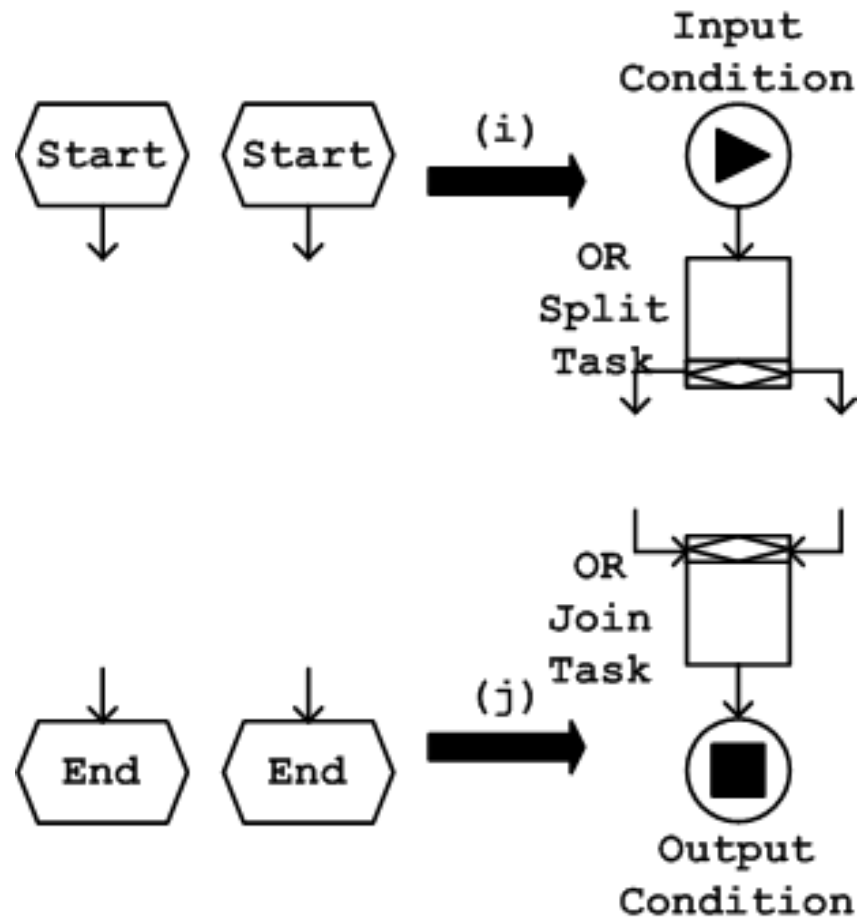 Input
Condition
Start
Start
(i)
OR
Split
Task
OR
Join
Task
(j)
End
End
Output
Condition